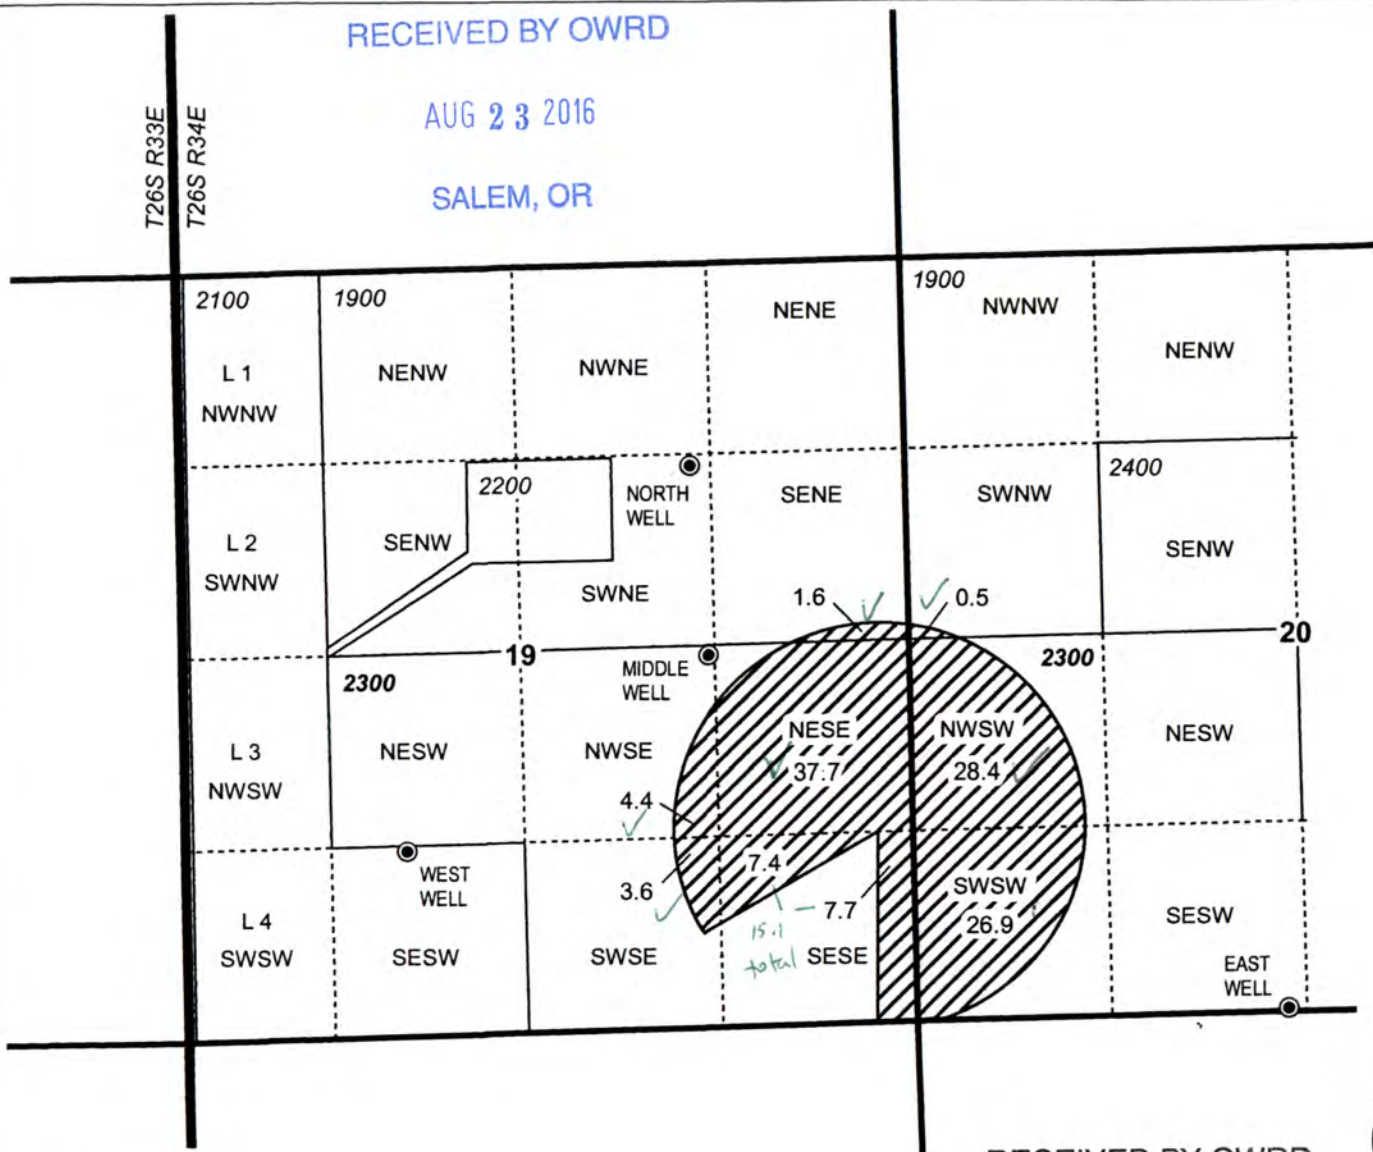 RECEIVED BY OWRD
AUG 23 2016
SALEM, OR
T26S R33E
T26S R34E
2100
1900
NENE
1900
NWNW
L 1
NWNW
NENW
NWNE
NENW
2200
NORTH
WELL
SENE
SWNW
2400
L 2
SWNW
SENW
SWNE
SENW
1.6
0.5
19
20
2300
MIDDLE
WELL
2300
L 3
NWSW
NESW
NWSE
NESE
37.7
NWSW
28.4
NESW
4.4
3.6
WEST
WELL
7.4
7.7
15.1
total
SWSW
26.9
L 4
SWSW
SESW
SWSE
SESE
SESW
EAST
WELL